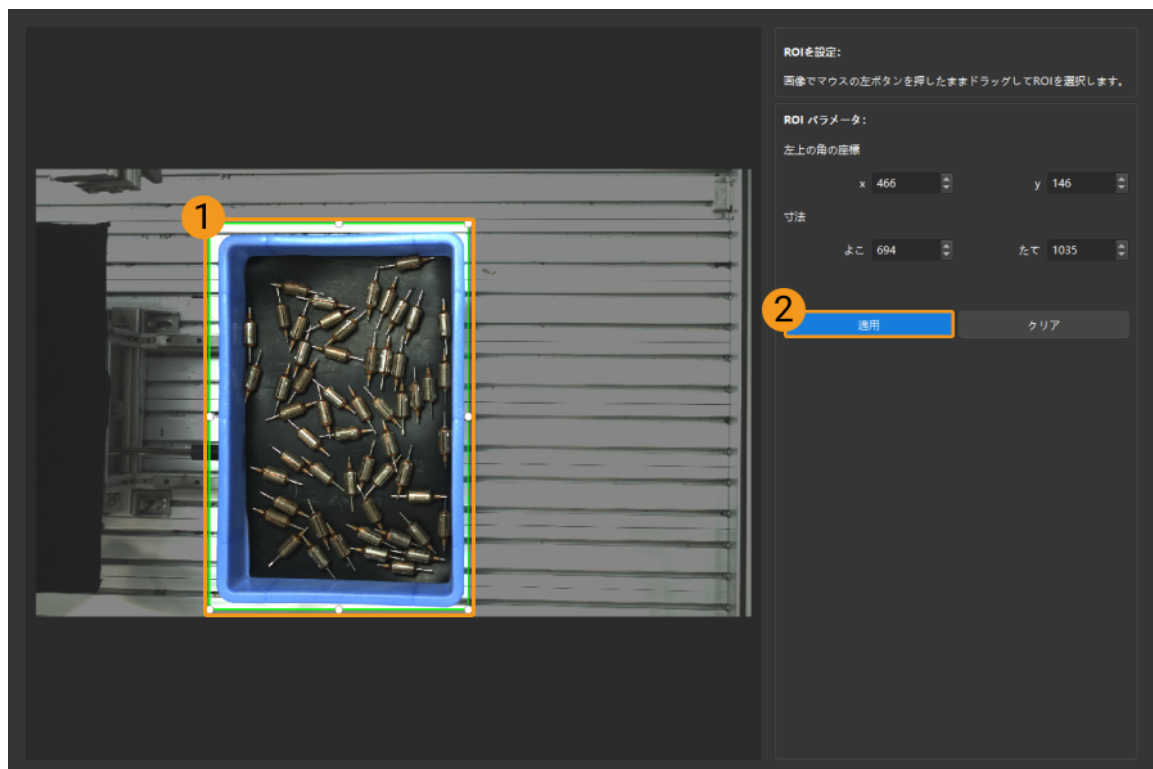 ROIを設定:
画像でマウスの左ボタンを押したままドラッグしてROIを選択します。
ROI パラメータ:
左上の角の座標
x 466 y 146
寸法
よこ 694 たて 1035
1
2
適用 クリア